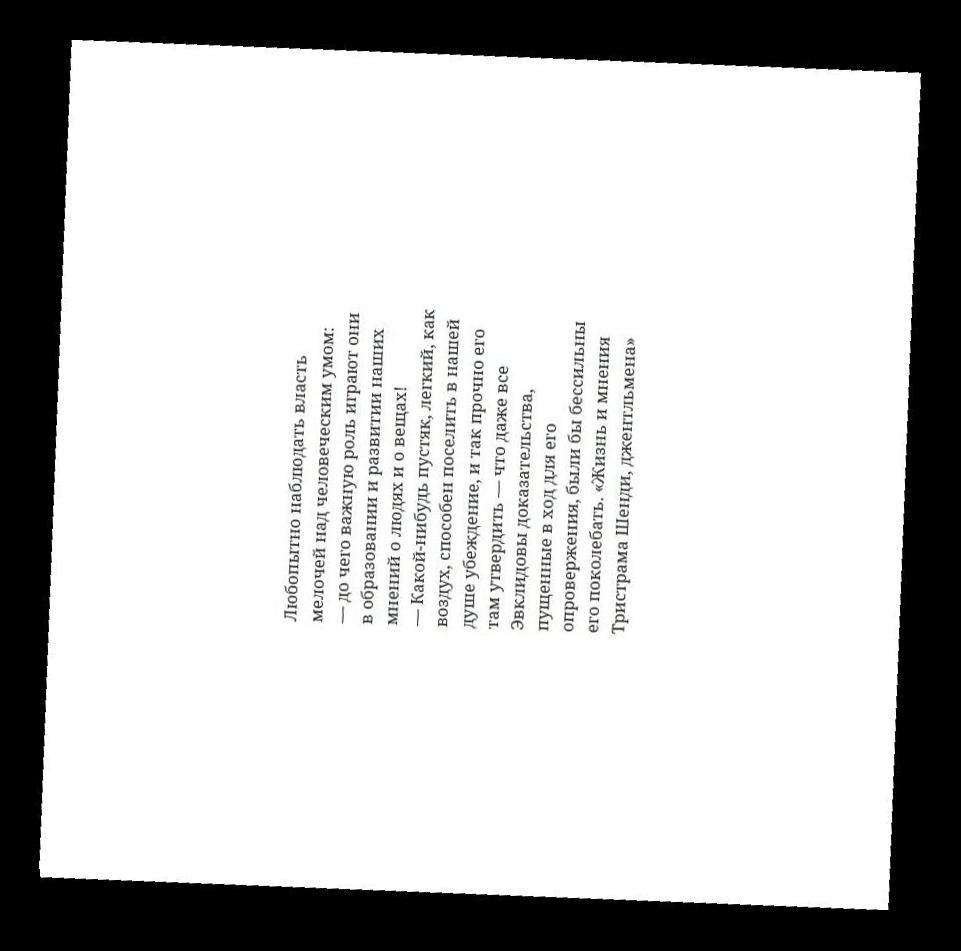 Любопытно наблюдать власть
мелочей над человеческим умом:
— до чего важную роль играют они
в образовании и развитии наших
мнений о людях и о вещах!
— Какой-нибудь пустяк, легкий, как
воздух, способен поселить в нашей
душе убеждение, и так прочно его
там утвердить — что даже все
Эвклидовы доказательства,
пущенные в ход для его
опровержения, были бы бессильны
его поколебать. «Жизнь и мнения
Тристрама Шенди, джентльмена»